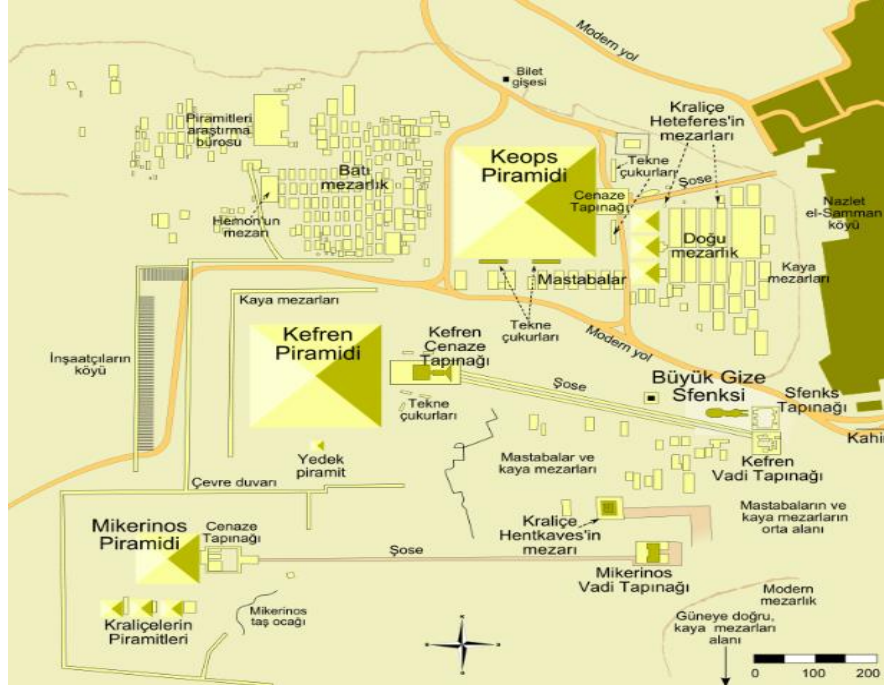 Modern yol
Modern yol
Bilet
gişesi
Kraliçe
Heteferes'in
mezarları
Piramitleri
araştırma
bürosu
Keops
Piramidi
Tekne
çukurları
Batı
mezarlık
Şose
Cenaze
Tapınağı
Nazlet
el-Samman
köyü
Hemon'un
mezarı
Doğu
mezarlık
Kaya
mezarları
Mastabalar
Kaya mezarları
Tekne
çukurları
Kefren
Piramidi
Kefren
Cenaze
Tapınağı
Modern yol
İnşaatçıların
köyü
Şose
Büyük Gize
Sfenksi
Sfenks
Tapınağı
Tekne
çukurları
Kahi
Yedek
piramit
Mastabalar ve
kaya mezarları
Kefren
Vadi Tapınağı
Çevre duvarı
Mastabaların ve
kaya mezarların
orta alanı
Mikerinos
Piramidi
Cenaze
Tapınağı
Kraliçe
Hentkaves'in
mezarı
Şose
Mikerinos
Vadi Tapınağı
Modern
mezarlık
Mikerinos
taş ocağı
Kraliçelerin
Piramitleri
Güneye doğru,
kaya mezarları
alanı
0 100 200